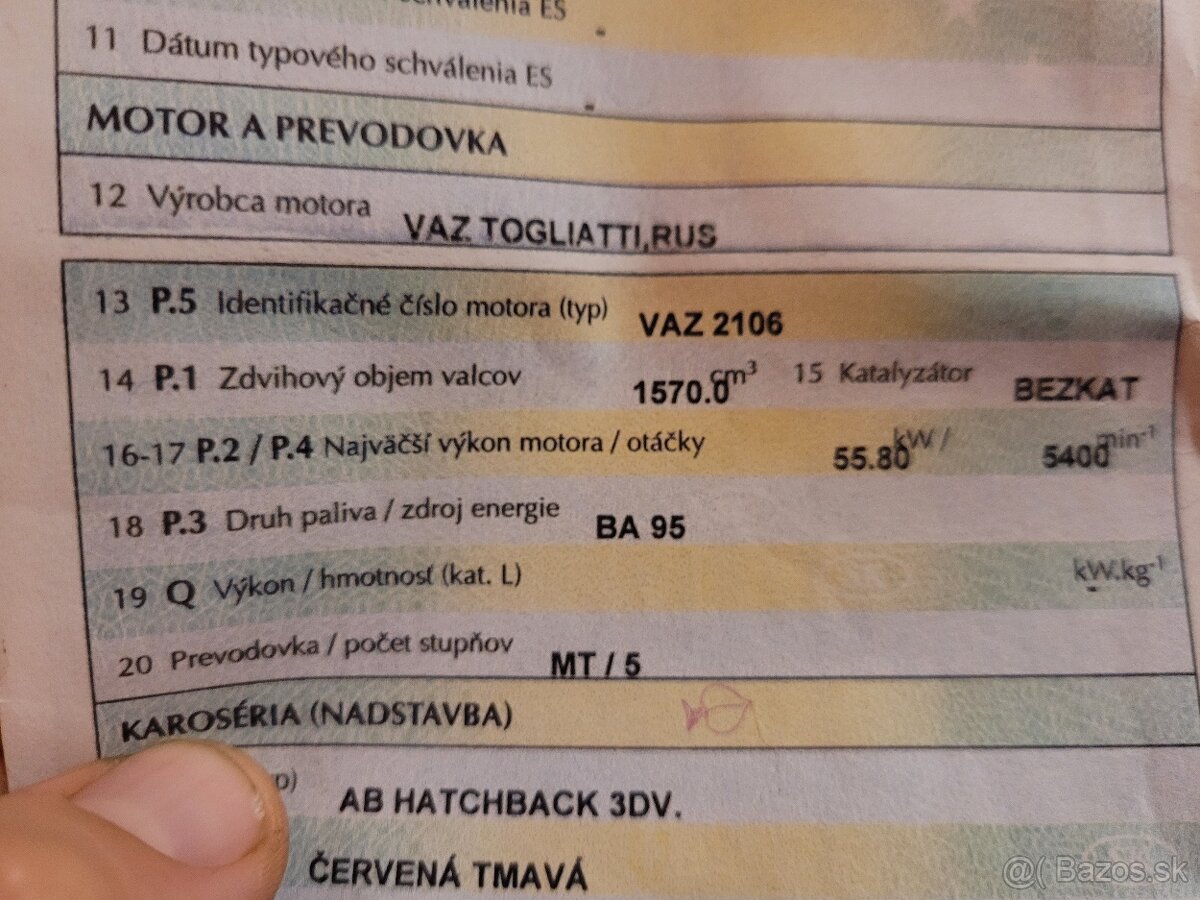 schválenia ES
11 Dátum typového schválenia ES
MOTOR A PREVODOVKA
12 Výrobca motora VAZ TOGLIATTI,RUS
13 P.5 Identifikačné číslo motora (typ) VAZ 2106
14 P.1 Zdvihový objem valcov 1570.0 cm³ 15 Katalyzátor BEZKAT
16-17 P.2 / P.4 Najväčší výkon motora / otáčky 55.80 kW / 5400 min⁻¹
18 P.3 Druh paliva / zdroj energie BA 95
19 Q Výkon / hmotnosť (kat. L) kW.kg⁻¹
20 Prevodovka / počet stupňov MT / 5
KAROSÉRIA (NADSTAVBA)
AB HATCHBACK 3DV.
ČERVENÁ TMAVÁ
@( Bazos.sk